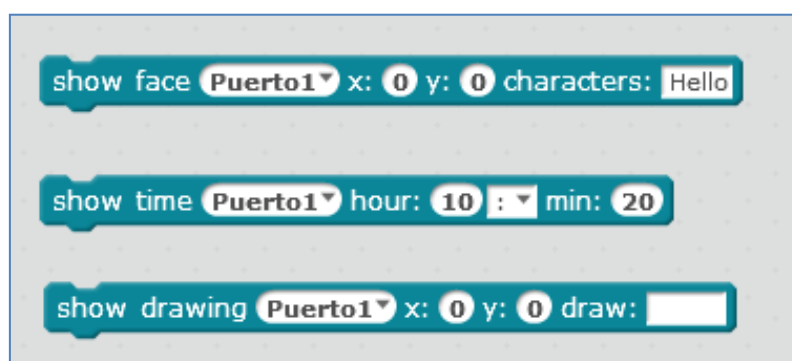 show face Puerto1 x: 0 y: 0 characters: Hello
show time Puerto1 hour: 10 : min: 20
show drawing Puerto1 x: 0 y: 0 draw: